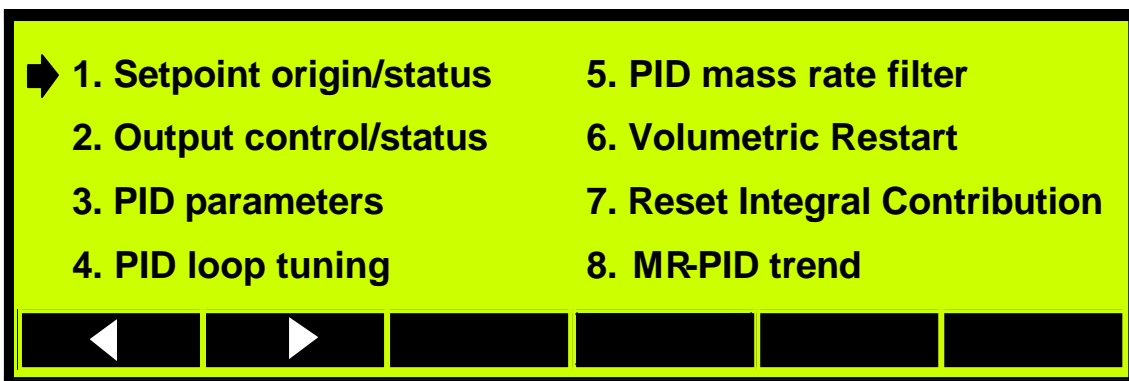 1. Setpoint origin/status
2. Output control/status
3. PID parameters
4. PID loop tuning
5. PID mass rate filter
6. Volumetric Restart
7. Reset Integral Contribution
8. MR-PID trend